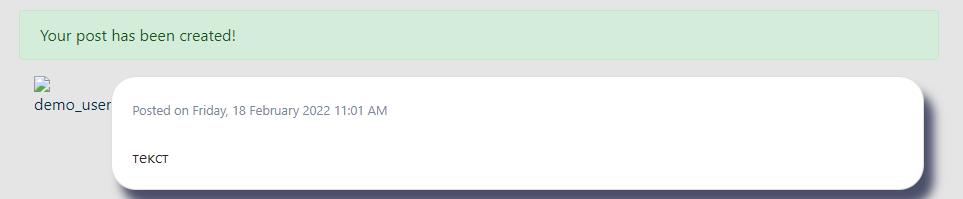 Your post has been created!
demo_user
Posted on Friday, 18 February 2022 11:01 AM
текст